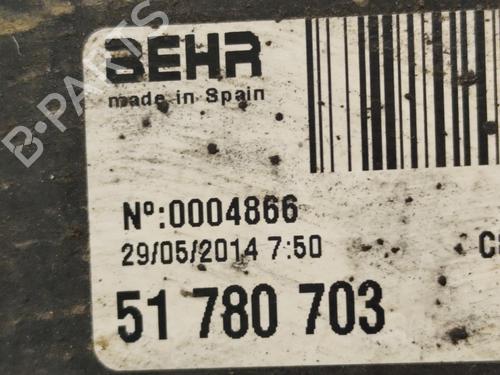 BEHR
made in Spain
Nº:0004866
29/05/2014 7:50
51 780 703
B-PARTS